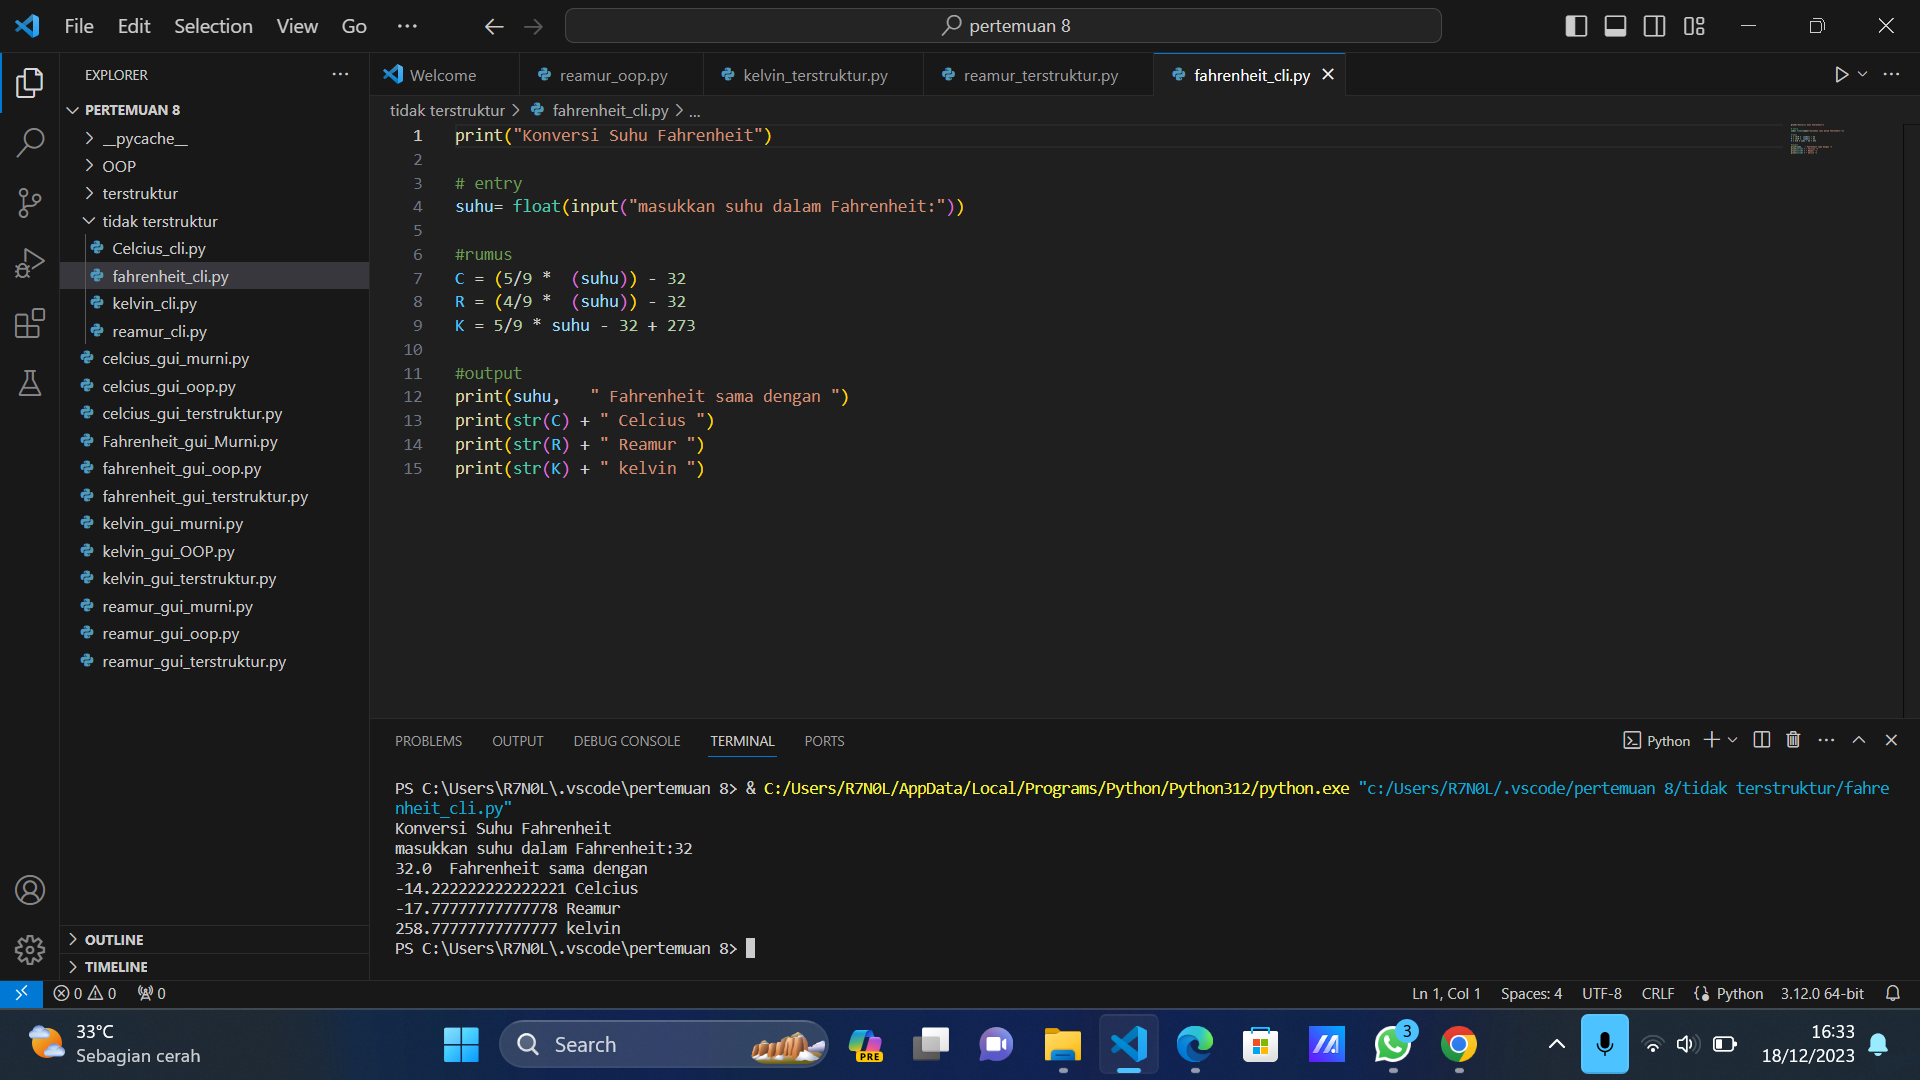 File Edit Selection View Go ··· pertemuan 8
EXPLORER ···
PERTEMUAN 8
__pycache__
OOP
terstruktur
tidak terstruktur
Celcius_cli.py
fahrenheit_cli.py
kelvin_cli.py
reamur_cli.py
celcius_gui_murni.py
celcius_gui_oop.py
celcius_gui_terstruktur.py
Fahrenheit_gui_Murni.py
fahrenheit_gui_oop.py
fahrenheit_gui_terstruktur.py
kelvin_gui_murni.py
kelvin_gui_OOP.py
kelvin_gui_terstruktur.py
reamur_gui_murni.py
reamur_gui_oop.py
reamur_gui_terstruktur.py
OUTLINE
TIMELINE
Welcome reamur_oop.py kelvin_terstruktur.py reamur_terstruktur.py fahrenheit_cli.py
tidak terstruktur > fahrenheit_cli.py > ...
1 print("Konversi Suhu Fahrenheit")
2
3 # entry
4 suhu= float(input("masukkan suhu dalam Fahrenheit:"))
5
6 #rumus
7 C = (5/9 *  (suhu)) - 32
8 R = (4/9 *  (suhu)) - 32
9 K = 5/9 * suhu - 32 + 273
10
11 #output
12 print(suhu,   " Fahrenheit sama dengan ")
13 print(str(C) + " Celcius ")
14 print(str(R) + " Reamur ")
15 print(str(K) + " kelvin ")
PROBLEMS OUTPUT DEBUG CONSOLE TERMINAL PORTS Python
PS C:\Users\R7N0L\.vscode\pertemuan 8> & C:/Users/R7N0L/AppData/Local/Programs/Python/Python312/python.exe "c:/Users/R7N0L/.vscode/pertemuan 8/tidak terstruktur/fahre
nheit_cli.py"
Konversi Suhu Fahrenheit
masukkan suhu dalam Fahrenheit:32
32.0  Fahrenheit sama dengan
-14.222222222222221 Celcius
-17.77777777777778 Reamur
258.77777777777777 kelvin
PS C:\Users\R7N0L\.vscode\pertemuan 8>
0 0 0 Ln 1, Col 1 Spaces: 4 UTF-8 CRLF Python 3.12.0 64-bit
33°C
Sebagian cerah
Search
PRE
3
16:33
18/12/2023